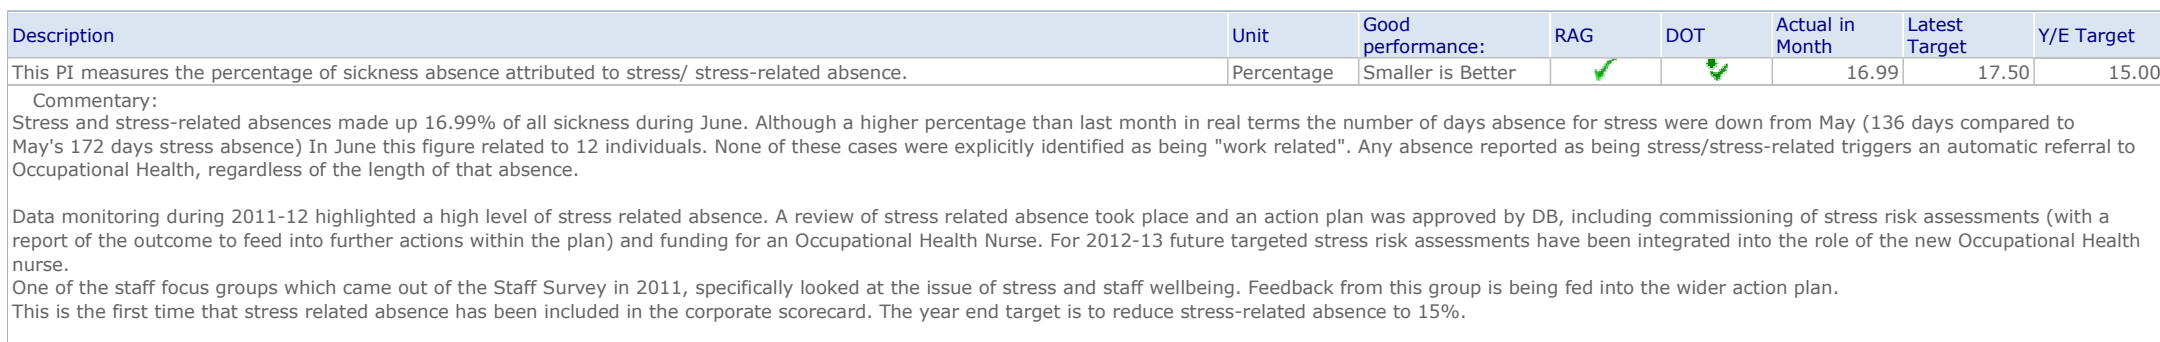 Description Unit Good performance: RAG DOT Actual in Month Latest Target Y/E Target
This PI measures the percentage of sickness absence attributed to stress/ stress-related absence. Percentage Smaller is Better 16.99 17.50 15.00
Commentary:
Stress and stress-related absences made up 16.99% of all sickness during June. Although a higher percentage than last month in real terms the number of days absence for stress were down from May (136 days compared to
May's 172 days stress absence) In June this figure related to 12 individuals. None of these cases were explicitly identified as being "work related". Any absence reported as being stress/stress-related triggers an automatic referral to
Occupational Health, regardless of the length of that absence.
Data monitoring during 2011-12 highlighted a high level of stress related absence. A review of stress related absence took place and an action plan was approved by DB, including commissioning of stress risk assessments (with a
report of the outcome to feed into further actions within the plan) and funding for an Occupational Health Nurse. For 2012-13 future targeted stress risk assessments have been integrated into the role of the new Occupational Health
nurse.
One of the staff focus groups which came out of the Staff Survey in 2011, specifically looked at the issue of stress and staff wellbeing. Feedback from this group is being fed into the wider action plan.
This is the first time that stress related absence has been included in the corporate scorecard. The year end target is to reduce stress-related absence to 15%.